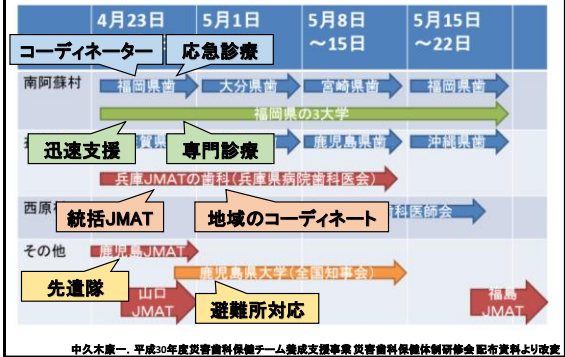 4月23日
5月1日
5月8日
~15日
5月15日
~22日
コーディネーター
応急診療
南阿蘇村
福岡県歯
大分県歯
宮崎県歯
福岡県歯
福岡県の3大学
迅速支援
専門診療
賀県
鹿児島県歯
沖縄県歯
兵庫JMATの歯科(兵庫県病院歯科医会)
西原
統括JMAT
地域のコーディネート
歯科医師会
その他
鹿児島JMAT
鹿児島県大学(全国知事会)
先遣隊
山口
JMAT
避難所対応
福島
JMAT
中久木康一. 平成30年度災害歯科保健チーム養成支援事業 災害歯科保健体制研修会 配布資料より改変